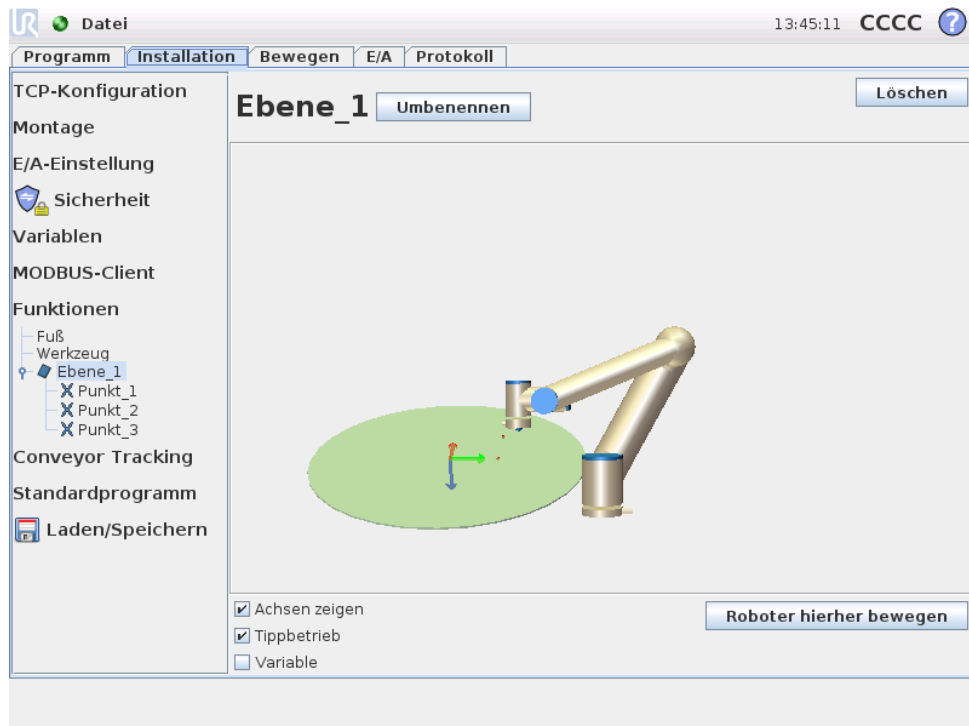 UR Datei 13:45:11 CCCC ?
Programm Installation Bewegen E/A Protokoll
TCP-Konfiguration
Montage
E/A-Einstellung
Sicherheit
Variablen
MODBUS-Client
Funktionen
Fuß
Werkzeug
Ebene_1
Punkt_1
Punkt_2
Punkt_3
Conveyor Tracking
Standardprogramm
Laden/Speichern
Ebene_1 Umbenennen Löschen
Achsen zeigen
Tippbetrieb
Variable
Roboter hierher bewegen